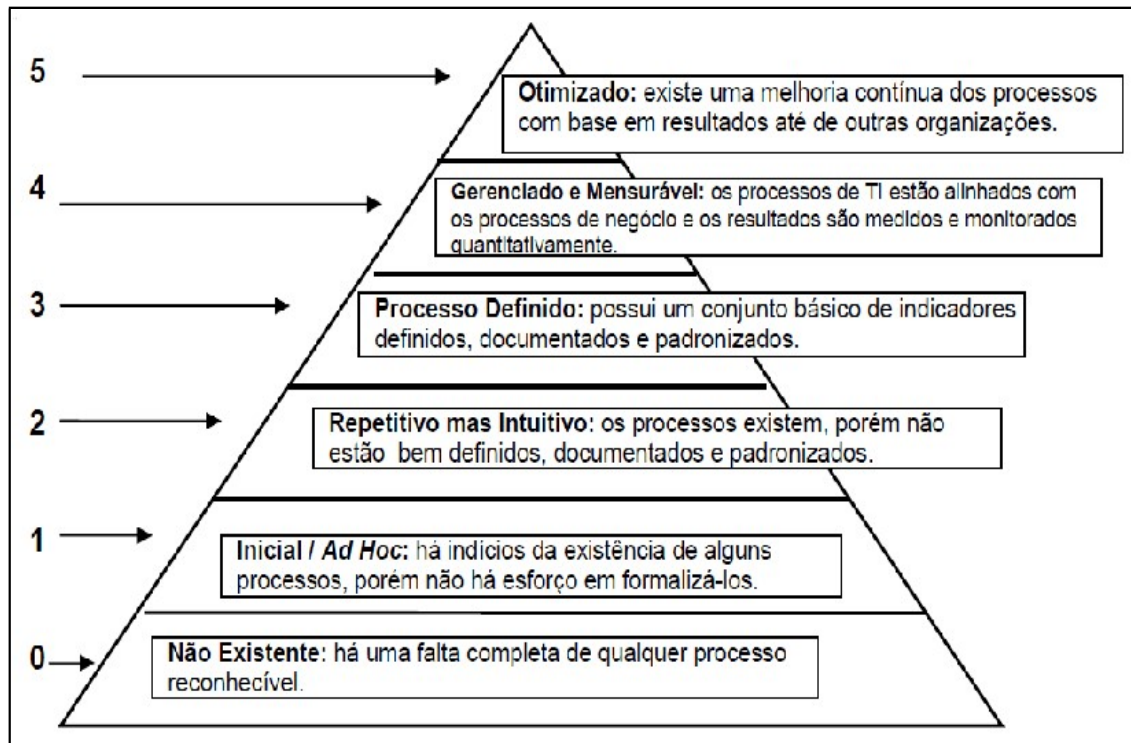 5
Otimizado: existe uma melhoria contínua dos processos
com base em resultados até de outras organizações.
4
Gerenciado e Mensurável: os processos de TI estão alinhados com
os processos de negócio e os resultados são medidos e monitorados
quantitativamente.
3
Processo Definido: possui um conjunto básico de indicadores
definidos, documentados e padronizados.
2
Repetitivo mas Intuitivo: os processos existem, porém não
estão bem definidos, documentados e padronizados.
1
Inicial / Ad Hoc: há indícios da existência de alguns
processos, porém não há esforço em formalizá-los.
0
Não Existente: há uma falta completa de qualquer processo
reconhecível.